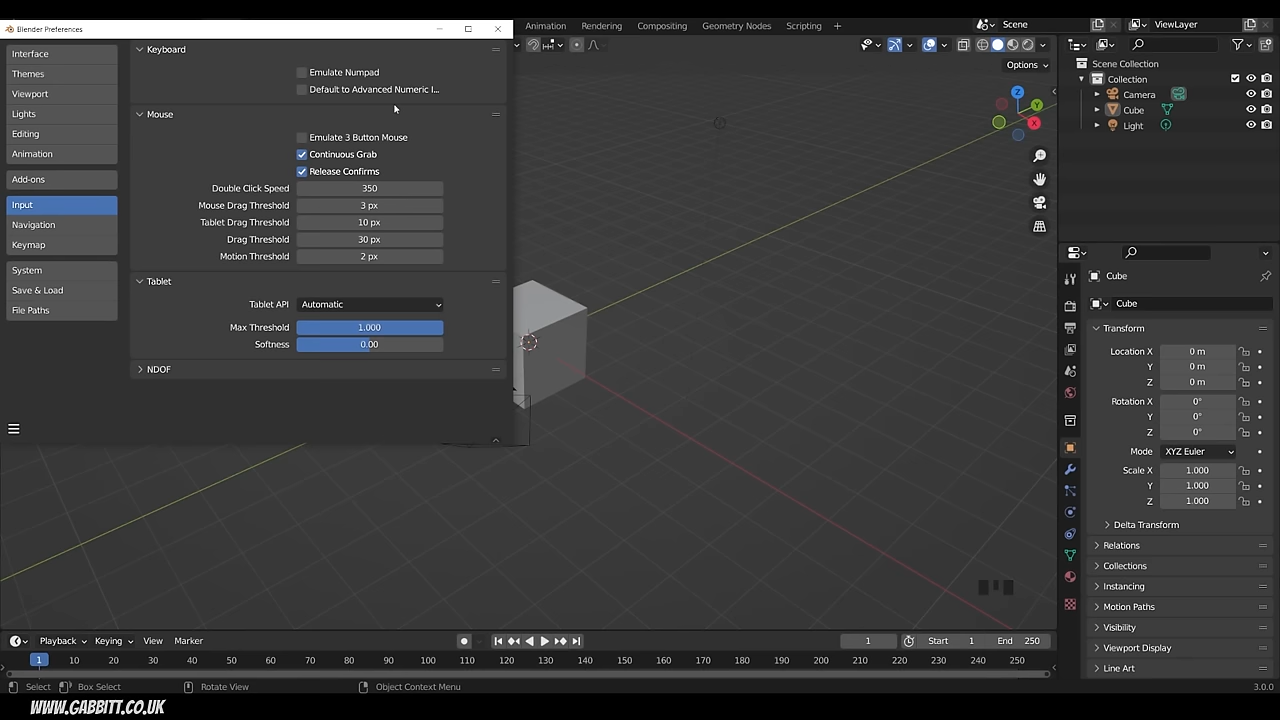 Blender Preferences
Animation Rendering Compositing Geometry Nodes Scripting + Scene ViewLayer
Interface
Themes
Viewport
Lights
Editing
Animation
Add-ons
Input
Navigation
Keymap
System
Save & Load
File Paths
Keyboard
Emulate Numpad
Default to Advanced Numeric I...
Mouse
Emulate 3 Button Mouse
Continuous Grab
Release Confirms
Double Click Speed 350
Mouse Drag Threshold 3 px
Tablet Drag Threshold 10 px
Drag Threshold 30 px
Motion Threshold 2 px
Tablet
Tablet API Automatic
Max Threshold 1.000
Softness 0.00
NDOF
Options
Z
Y
X
Scene Collection
Collection
Camera
Cube
Light
Cube
Cube
Transform
Location X 0 m
Y 0 m
Z 0 m
Rotation X 0°
Y 0°
Z 0°
Mode XYZ Euler
Scale X 1.000
Y 1.000
Z 1.000
Delta Transform
Relations
Collections
Instancing
Motion Paths
Visibility
Viewport Display
Line Art
Playback Keying View Marker 1 Start 1 End 250
1 10 20 30 40 50 60 70 80 90 100 110 120 130 140 150 160 170 180 190 200 210 220 230 240 250
Select Box Select Rotate View Object Context Menu 3.0.0
WWW.GABBITT.CO.UK